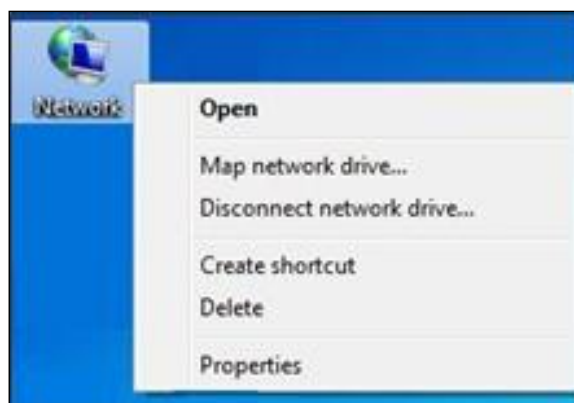 Network
Open
Map network drive...
Disconnect network drive...
Create shortcut
Delete
Properties